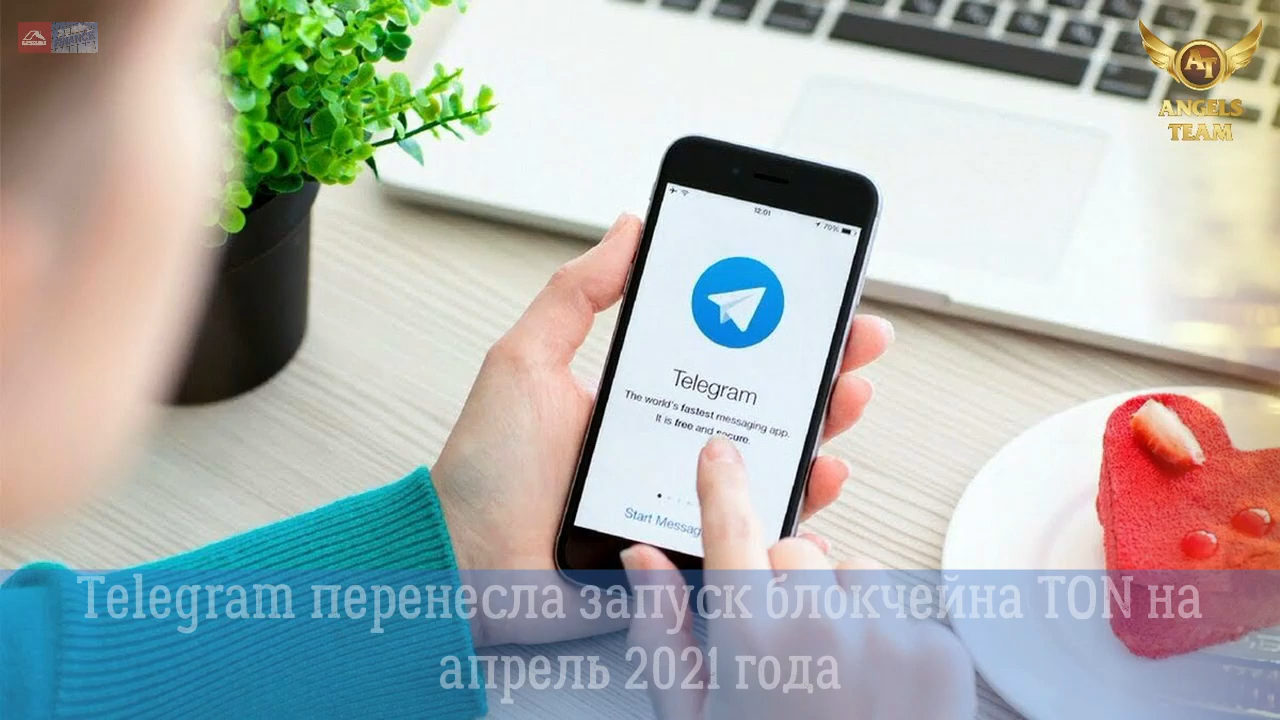 AT
ANGELS
TEAM
12:01
70%
Telegram
The world's fastest messaging app.
It is free and secure.
Start Messag
Telegram перенесла запуск блокчейна TON на
апрель 2021 года